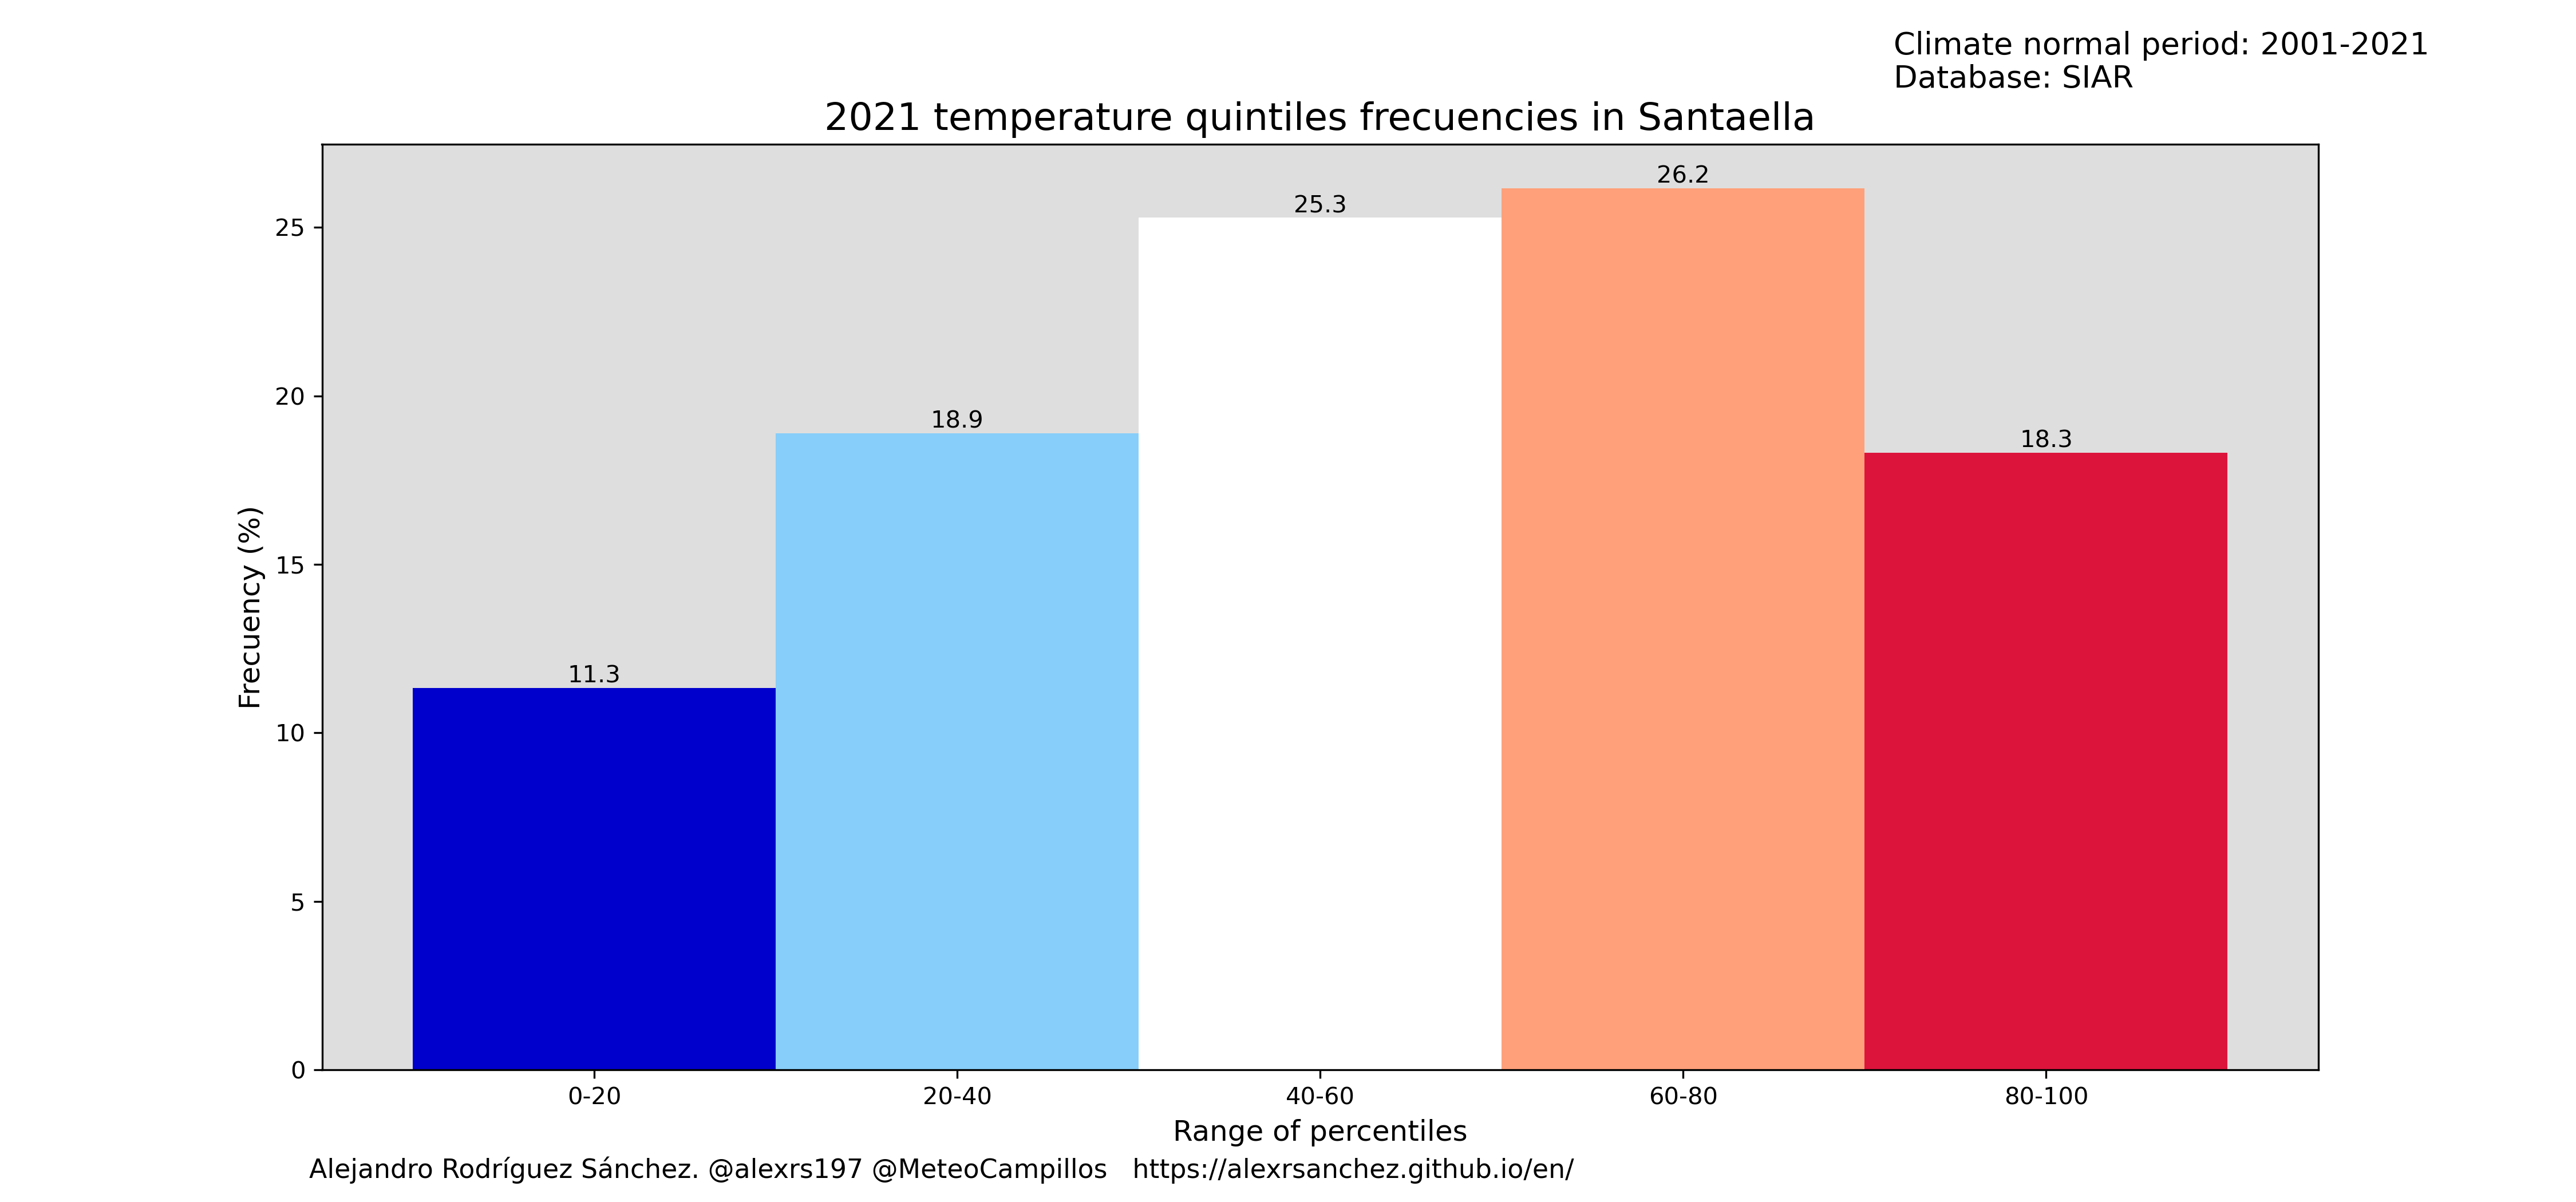 Climate normal period: 2001-2021
Database: SIAR
2021 temperature quintiles frecuencies in Santaella
Frecuency (%)
25
20
15
10
5
0
11.3
18.9
25.3
26.2
18.3
0-20
20-40
40-60
60-80
80-100
Range of percentiles
Alejandro Rodríguez Sánchez. @alexrs197 @MeteoCampillos https://alexrsanchez.github.io/en/